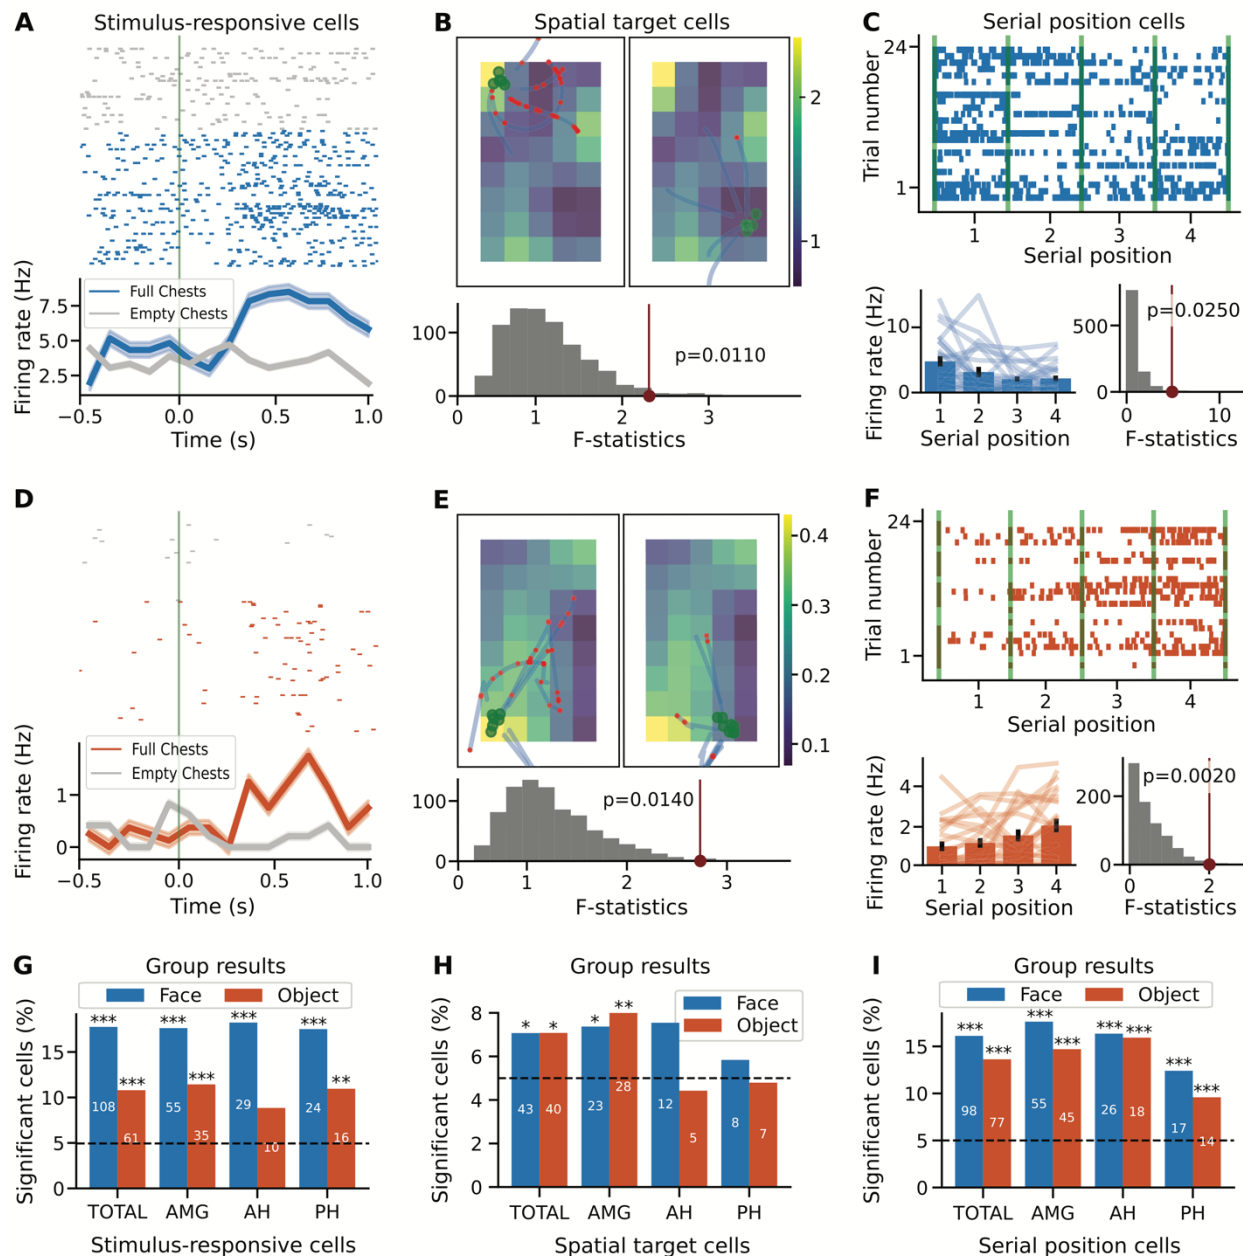 A
Stimulus-responsive cells
Firing rate (Hz)
7.5
5.0
2.5
Full Chests
Empty Chests
−0.5
0.0
0.5
1.0
Time (s)
B
Spatial target cells
2
1
100
0
p=0.0110
0
1
2
3
F-statistics
C
Serial position cells
Trial number
24
1
1
2
3
4
Serial position
Firing rate (Hz)
10
0
1
2
3
4
Serial position
500
0
p=0.0250
0
10
F-statistics
D
Firing rate (Hz)
1
0
Full Chests
Empty Chests
−0.5
0.0
0.5
1.0
Time (s)
E
0.4
0.3
0.2
0.1
100
0
p=0.0140
0
1
2
3
F-statistics
F
Trial number
24
1
1
2
3
4
Serial position
Firing rate (Hz)
4
2
0
1
2
3
4
Serial position
200
0
p=0.0020
0
2
F-statistics
G
Group results
Face
Object
Significant cells (%)
15
10
5
0
***
***
***
***
***
***
**
108
61
55
35
29
10
24
16
TOTAL
AMG
AH
PH
Stimulus-responsive cells
H
Group results
Face
Object
Significant cells (%)
8
6
4
2
0
*
*
*
**
43
40
23
28
12
5
8
7
TOTAL
AMG
AH
PH
Spatial target cells
I
Group results
Face
Object
Significant cells (%)
15
10
5
0
***
***
***
***
***
***
***
***
98
77
55
45
26
18
17
14
TOTAL
AMG
AH
PH
Serial position cells